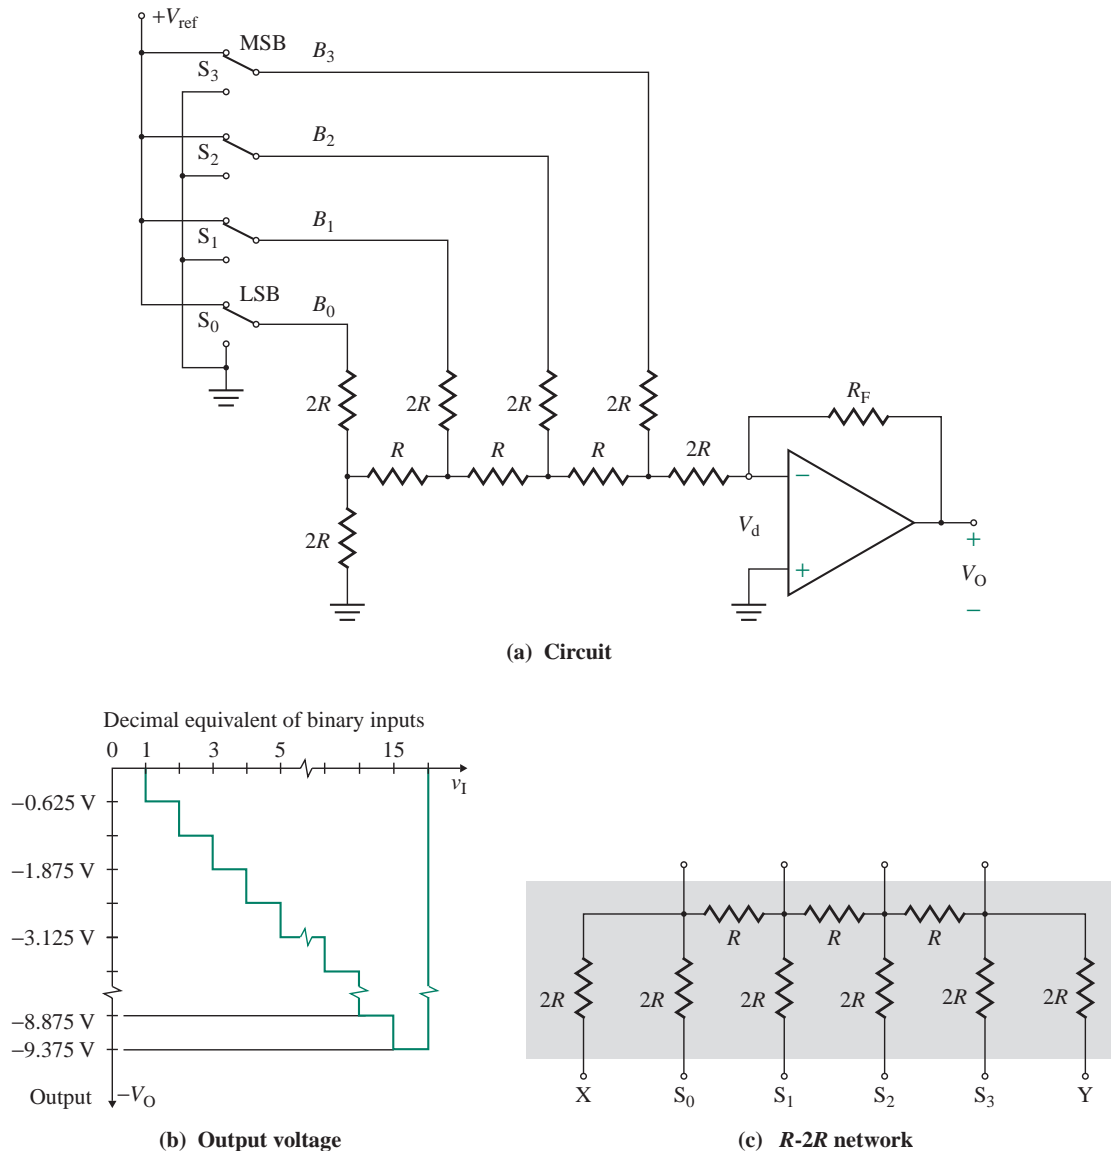 +V_ref
MSB
B_3
S_3
B_2
S_2
B_1
S_1
LSB
B_0
S_0
2R
2R
2R
2R
R_F
R
R
R
2R
−
2R
V_d
+
+
V_O
−
(a) Circuit
Decimal equivalent of binary inputs
0 1 3 5 15
v_I
−0.625 V
−1.875 V
−3.125 V
−8.875 V
−9.375 V
Output
−V_O
(b) Output voltage
R
R
R
2R
2R
2R
2R
2R
2R
X
S_0
S_1
S_2
S_3
Y
(c) R-2R network